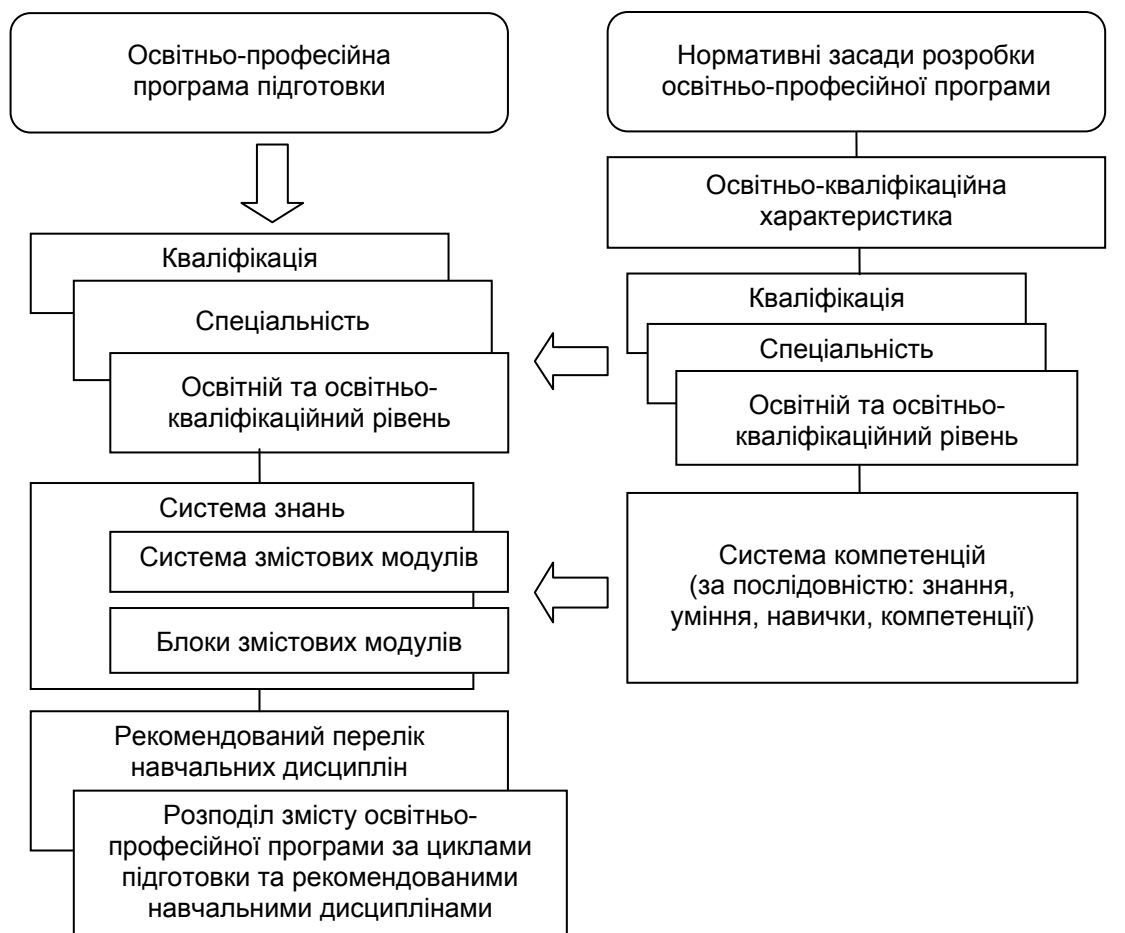 Освітньо-професійна
програма підготовки
Нормативні засади розробки
освітньо-професійної програми
Освітньо-кваліфікаційна
характеристика
Кваліфікація
Спеціальність
Освітній та освітньо-
кваліфікаційний рівень
Кваліфікація
Спеціальність
Освітній та освітньо-
кваліфікаційний рівень
Система знань
Система змістових модулів
Блоки змістових модулів
Система компетенцій
(за послідовністю: знання,
уміння, навички, компетенції)
Рекомендований перелік
навчальних дисциплін
Розподіл змісту освітньо-
професійної програми за циклами
підготовки та рекомендованими
навчальними дисциплінами